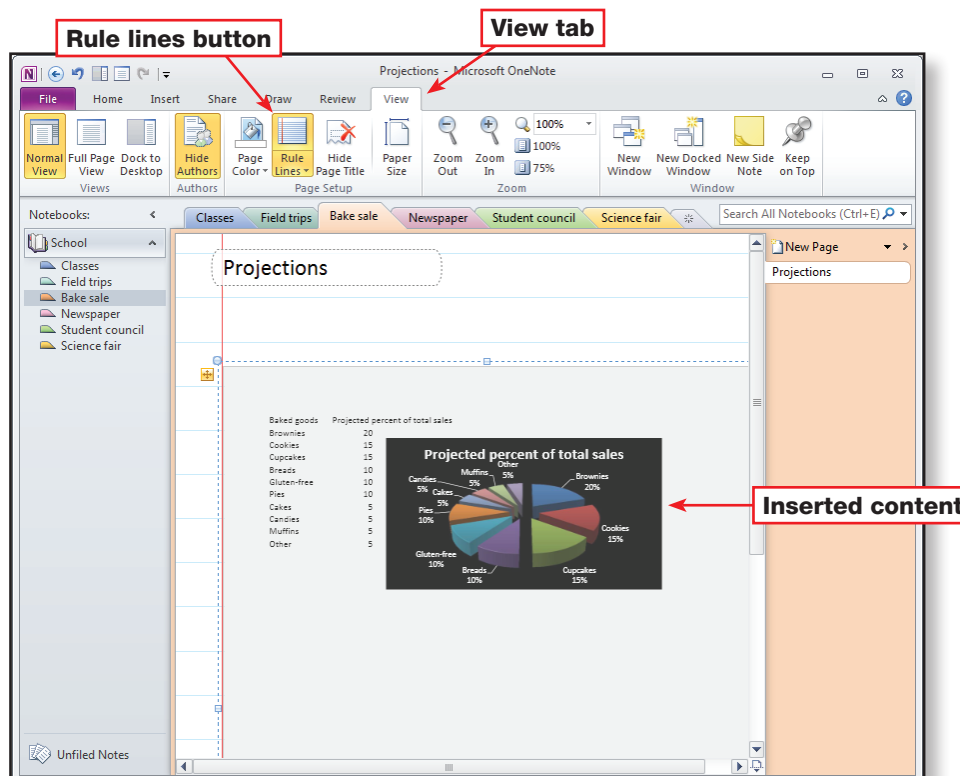 View tab
Rule lines button
Projections - Microsoft OneNote
File Home Insert Share Draw Review View
Normal View
Full Page View
Dock to Desktop
Views
Hide Authors
Authors
Page Color
Rule Lines
Hide Page Title
Paper Size
Page Setup
Zoom Out
Zoom In
100%
100%
75%
Zoom
New Window
New Docked Window
New Side Note
Keep on Top
Window
Notebooks:
School
Classes
Field trips
Bake sale
Newspaper
Student council
Science fair
Unfiled Notes
Classes Field trips Bake sale Newspaper Student council Science fair
Search All Notebooks (Ctrl+E)
New Page
Projections
Projections
Baked goods Projected percent of total sales
Brownies 20
Cookies 15
Cupcakes 15
Breads 10
Gluten-free 10
Pies 10
Cakes 5
Candies 5
Muffins 5
Other 5
Projected percent of total sales
Other
5%
Muffins
5%
Candies
5%
Cakes
5%
Pies
10%
Gluten-free
10%
Breads
10%
Cupcakes
15%
Cookies
15%
Brownies
20%
Inserted content